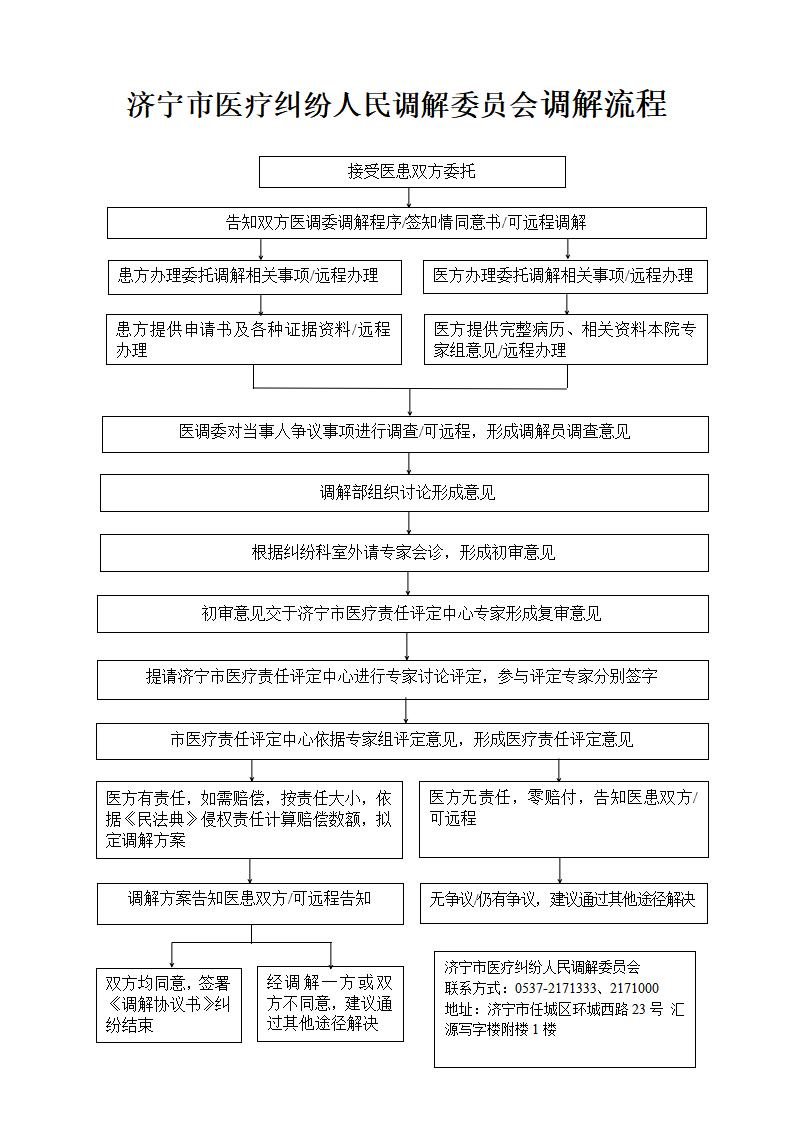 济宁市医疗纠纷人民调解委员会调解流程
接受医患双方委托
告知双方医调委调解程序/签知情同意书/可远程调解
患方办理委托调解相关事项/远程办理
医方办理委托调解相关事项/远程办理
患方提供申请书及各种证据资料/远程
办理
医方提供完整病历、相关资料本院专
家组意见/远程办理
医调委对当事人争议事项进行调查/可远程，形成调解员调查意见
调解部组织讨论形成意见
根据纠纷科室外请专家会诊，形成初审意见
初审意见交于济宁市医疗责任评定中心专家形成复审意见
提请济宁市医疗责任评定中心进行专家讨论评定，参与评定专家分别签字
市医疗责任评定中心依据专家组评定意见，形成医疗责任评定意见
医方有责任，如需赔偿，按责任大小，依
据《民法典》侵权责任计算赔偿数额，拟
定调解方案
医方无责任，零赔付，告知医患双方/
可远程
调解方案告知医患双方/可远程告知
无争议/仍有争议，建议通过其他途径解决
双方均同意，签署
《调解协议书》纠
纷结束
经调解一方或双
方不同意，建议通
过其他途径解决
济宁市医疗纠纷人民调解委员会
联系方式：0537-2171333、2171000
地址：济宁市任城区环城西路 23 号 汇
源写字楼附楼 1 楼